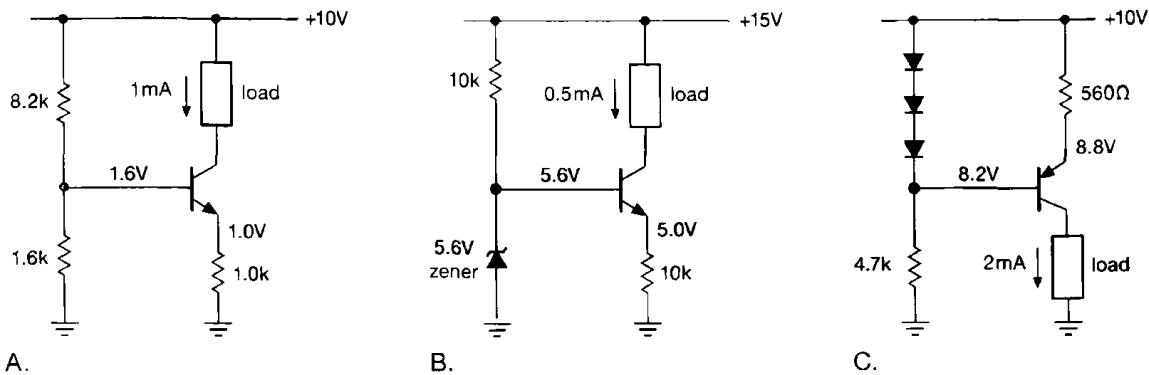 +10V
8.2k
1mA
load
1.6V
1.0V
1.6k
1.0k
A.
+15V
10k
0.5mA
load
5.6V
5.0V
5.6V
zener
10k
B.
+10V
560Ω
8.8V
8.2V
4.7k
2mA
load
C.